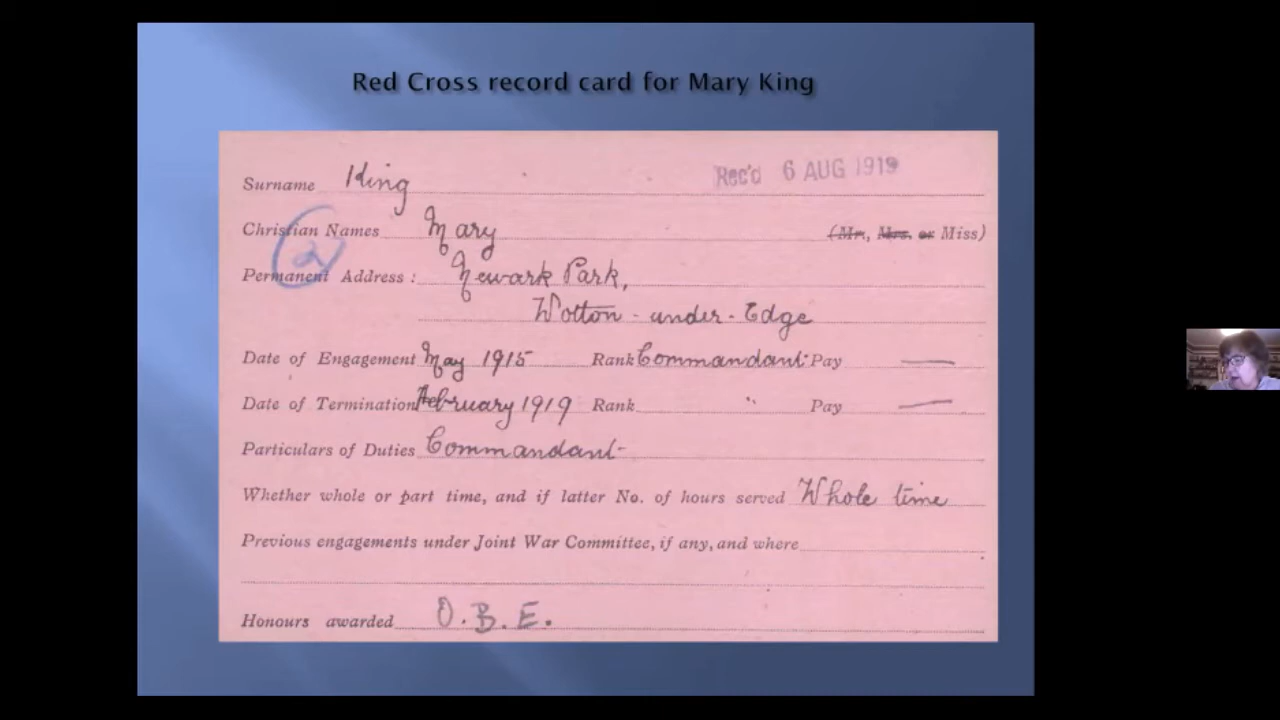 Red Cross record card for Mary King
Rec'd 6 AUG 1919
Surname King
Christian Names Mary (Mr, Mrs. or Miss)
2
Permanent Address: Newark Park,
Wotton-under-Edge
Date of Engagement May 1915 Rank Commandant Pay —
Date of Termination February 1919 Rank " Pay —
Particulars of Duties Commandant
Whether whole or part time, and if latter No. of hours served Whole time
Previous engagements under Joint War Committee, if any, and where
Honours awarded O.B.E.